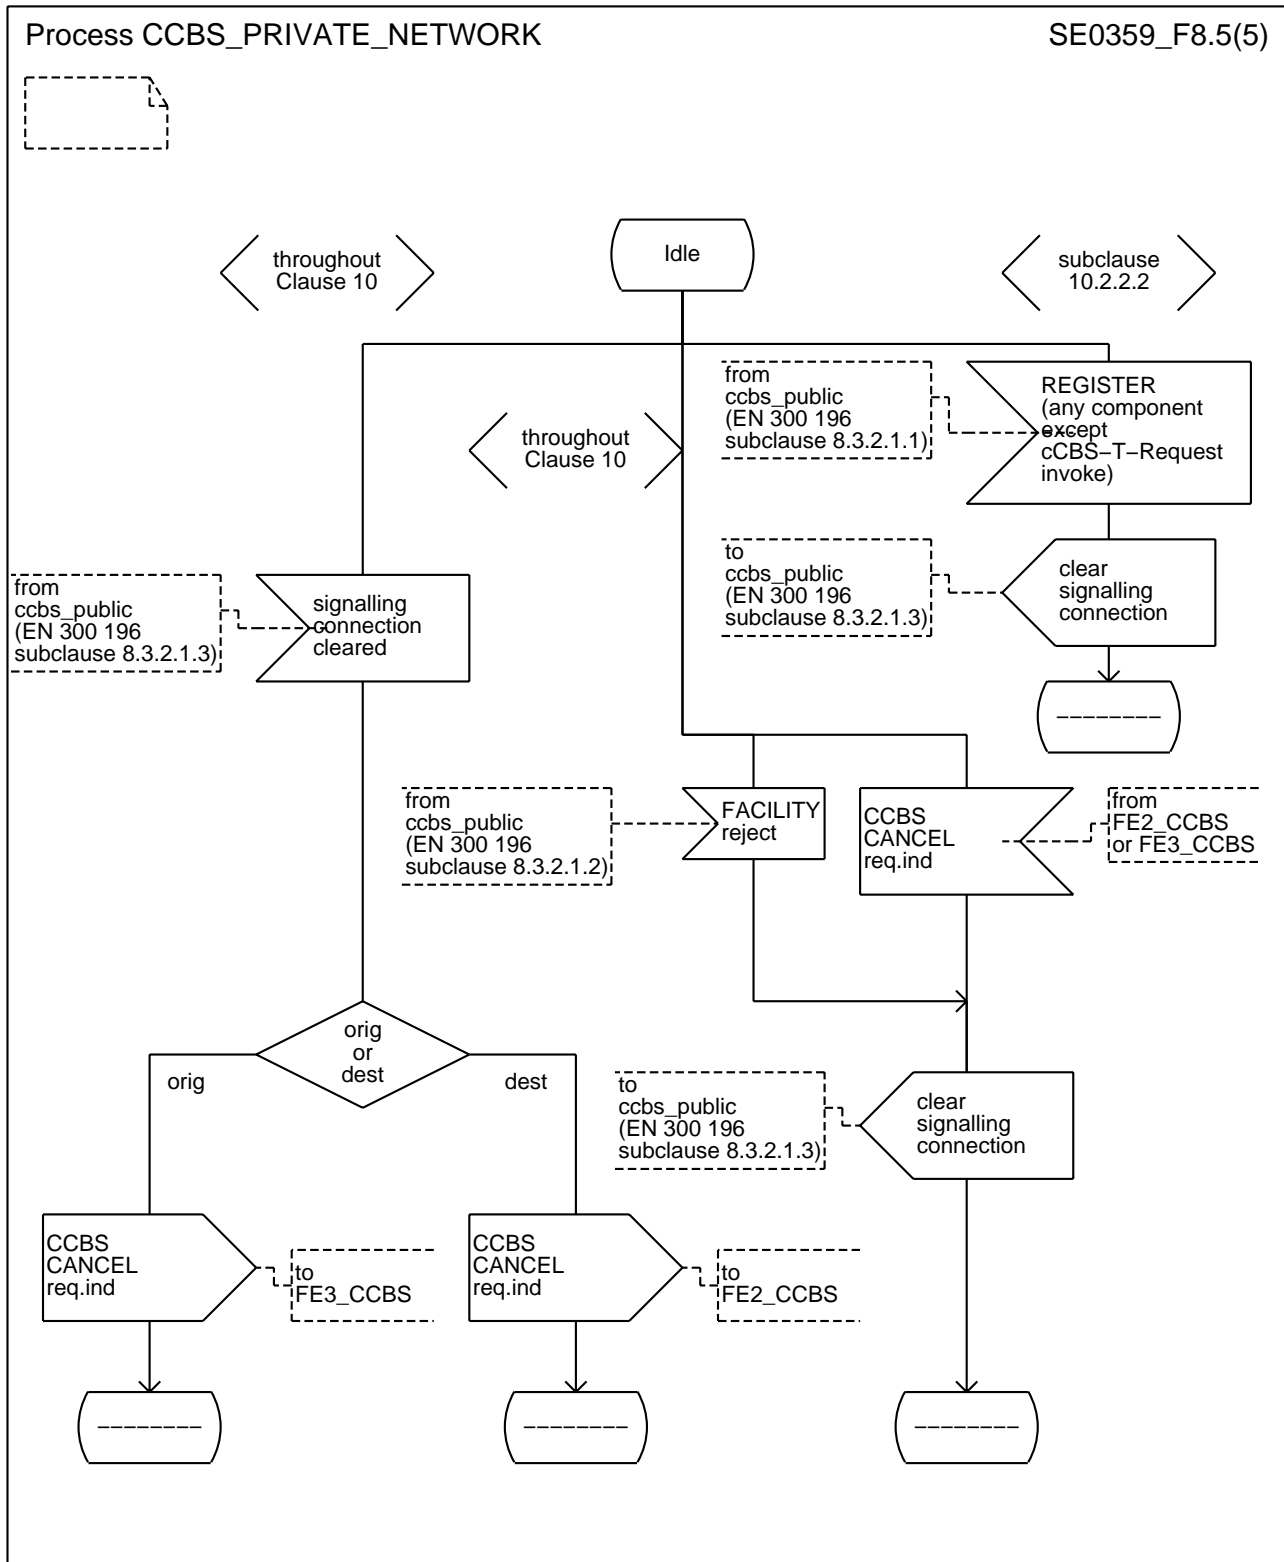 Process CCBS_PRIVATE_NETWORK
SE0359_F8.5(5)
throughout
Clause 10
Idle
subclause
10.2.2.2
from
ccbs_public
(EN 300 196
subclause 8.3.2.1.1)
REGISTER
(any component
except
cCBS–T–Request
invoke)
throughout
Clause 10
to
ccbs_public
(EN 300 196
subclause 8.3.2.1.3)
clear
signalling
connection
from
ccbs_public
(EN 300 196
subclause 8.3.2.1.3)
signalling
connection
cleared
––––––––
from
ccbs_public
(EN 300 196
subclause 8.3.2.1.2)
FACILITY
reject
CCBS
CANCEL
req.ind
from
FE2_CCBS
or FE3_CCBS
orig
or
dest
orig
dest
to
ccbs_public
(EN 300 196
subclause 8.3.2.1.3)
clear
signalling
connection
CCBS
CANCEL
req.ind
to
FE3_CCBS
CCBS
CANCEL
req.ind
to
FE2_CCBS
––––––––
––––––––
––––––––